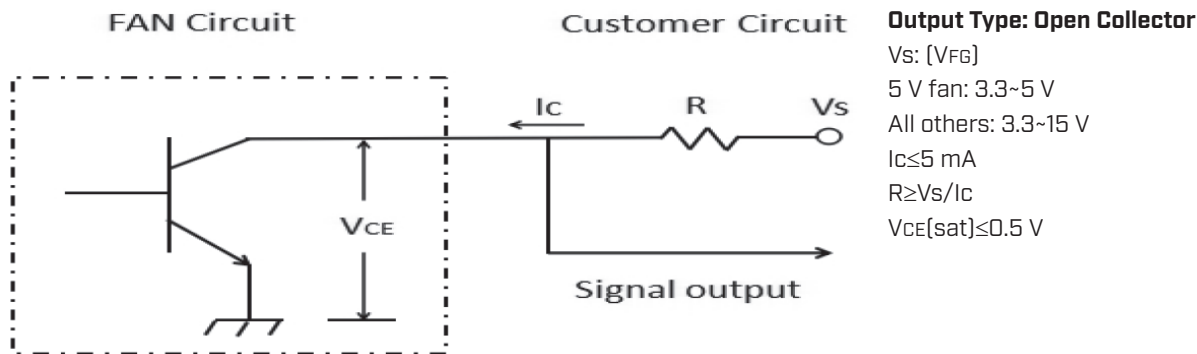 FAN Circuit
Customer Circuit
Ic
R
Vs
VCE
Signal output
Output Type: Open Collector
Vs: (VFG)
5 V fan: 3.3~5 V
All others: 3.3~15 V
Ic≤5 mA
R≥Vs/Ic
VCE(sat)≤0.5 V